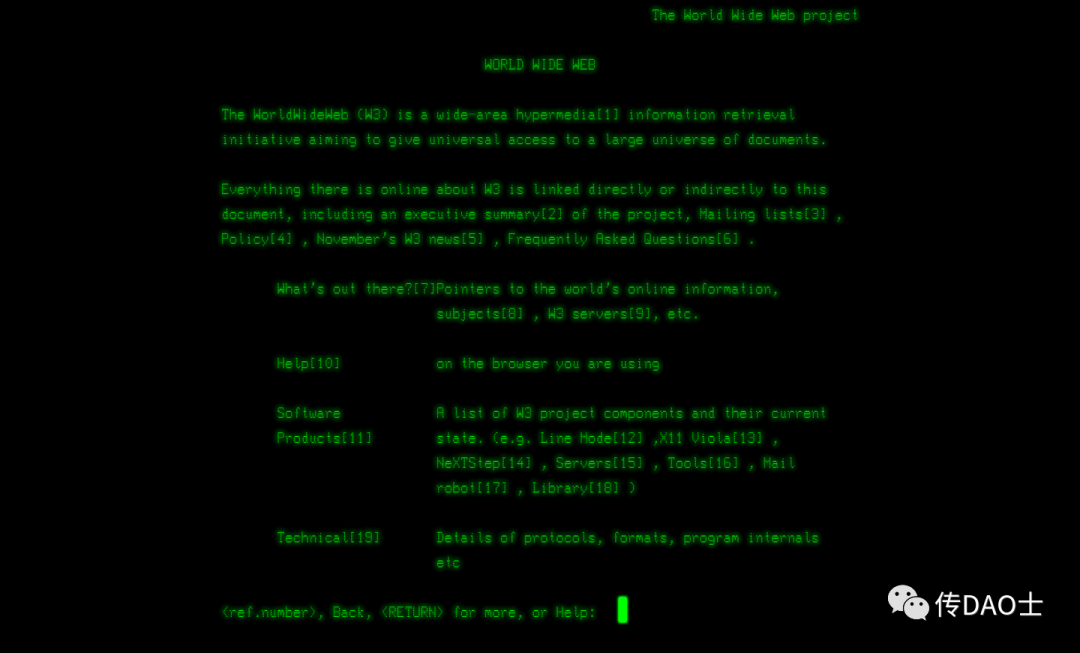 The World Wide Web project
WORLD WIDE WEB
The WorldWideWeb (W3) is a wide-area hypermedia[1] information retrieval
initiative aiming to give universal access to a large universe of documents.
Everything there is online about W3 is linked directly or indirectly to this
document, including an executive summary[2] of the project, Mailing lists[3] ,
Policy[4] , November's W3 news[5] , Frequently Asked Questions[6] .
What's out there?[7]Pointers to the world's online information,
subjects[8] , W3 servers[9], etc.
Help[10] on the browser you are using
Software A list of W3 project components and their current
Products[11] state. (e.g. Line Mode[12] ,X11 Viola[13] ,
NeXTStep[14] , Servers[15] , Tools[16] , Mail
robot[17] , Library[18] )
Technical[19] Details of protocols, formats, program internals
etc
<ref.number>, Back, <RETURN> for more, or Help:
传DAO士